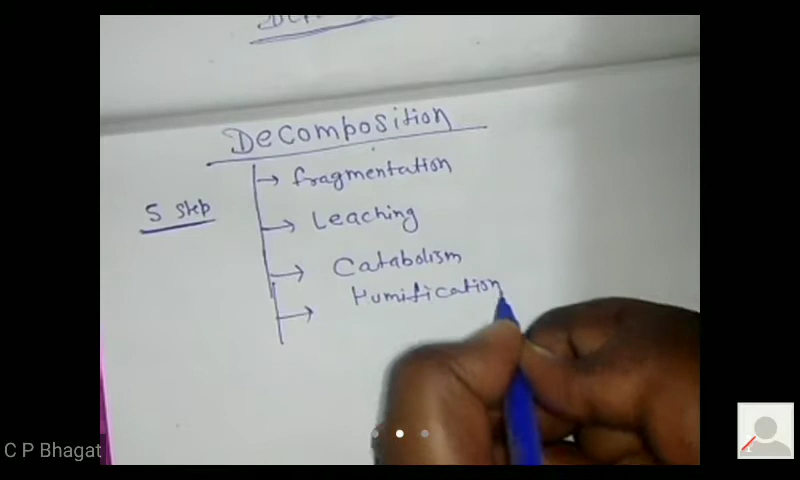 Decomposition
5 step
fragmentation
Leaching
Catabolism
Humification
C P Bhagat